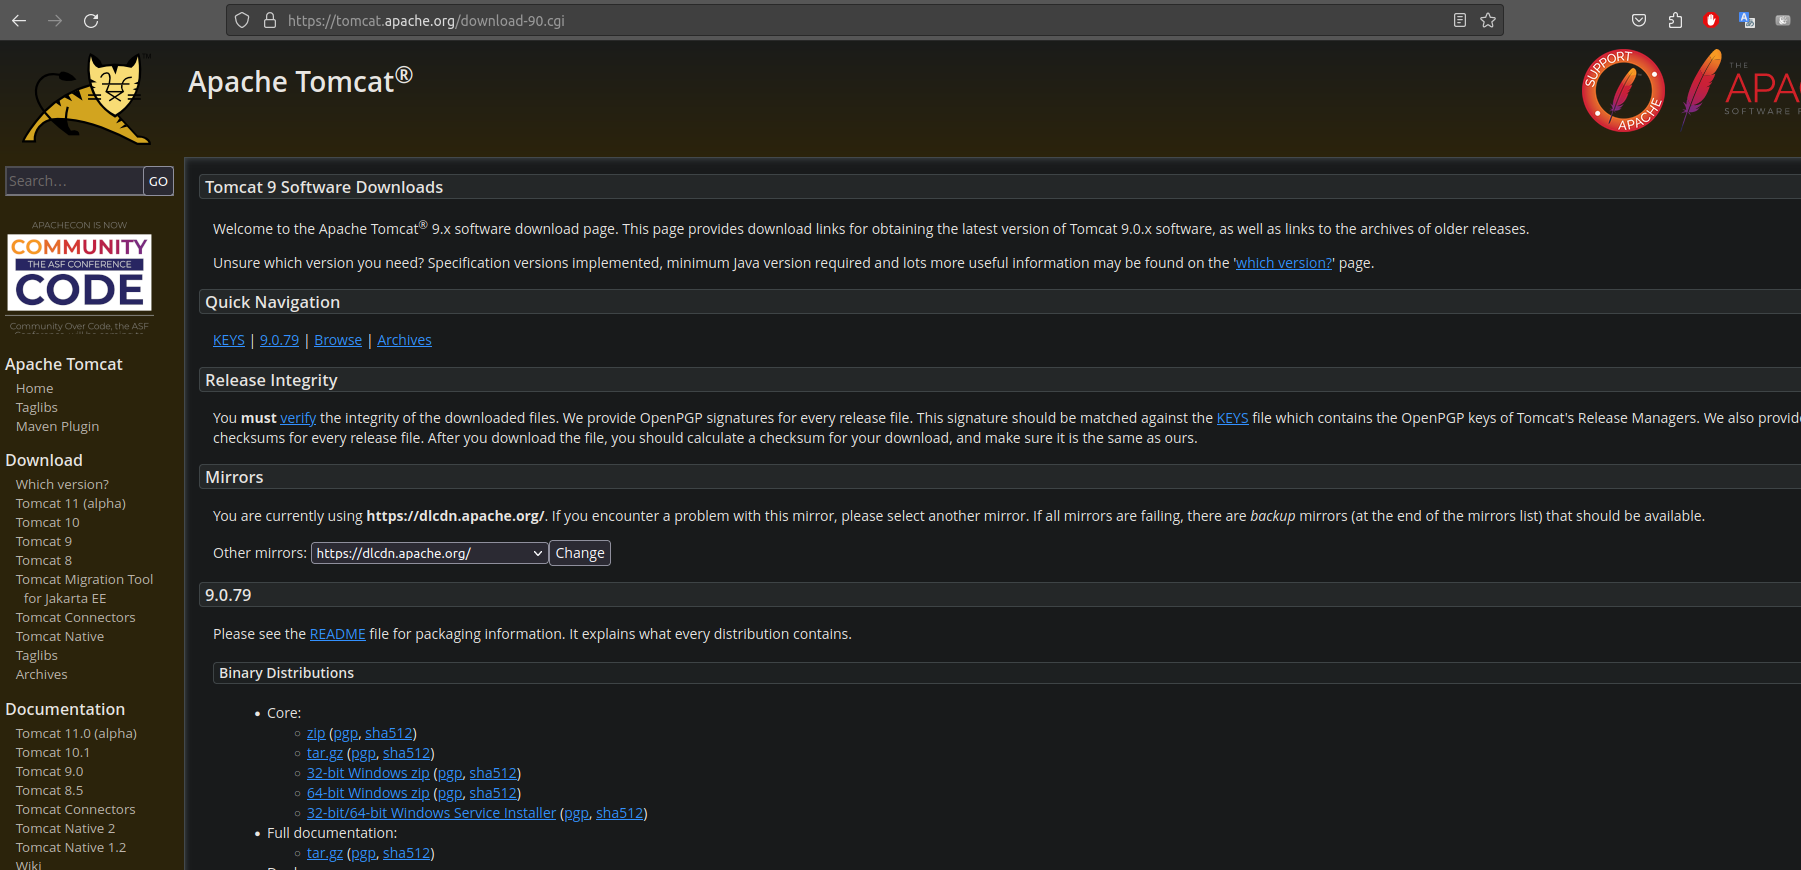 https://tomcat.apache.org/download-90.cgi
Apache Tomcat®
SUPPORT
APACHE
THE
APA
SOFTWARE
Search...
GO
APACHECON IS NOW
COMMUNITY
THE ASF CONFERENCE
CODE
Community Over Code, the ASF
Apache Tomcat
Home
Taglibs
Maven Plugin
Download
Which version?
Tomcat 11 (alpha)
Tomcat 10
Tomcat 9
Tomcat 8
Tomcat Migration Tool
for Jakarta EE
Tomcat Connectors
Tomcat Native
Taglibs
Archives
Documentation
Tomcat 11.0 (alpha)
Tomcat 10.1
Tomcat 9.0
Tomcat 8.5
Tomcat Connectors
Tomcat Native 2
Tomcat Native 1.2
Wiki
Tomcat 9 Software Downloads
Welcome to the Apache Tomcat® 9.x software download page. This page provides download links for obtaining the latest version of Tomcat 9.0.x software, as well as links to the archives of older releases.
Unsure which version you need? Specification versions implemented, minimum Java version required and lots more useful information may be found on the 'which version?' page.
Quick Navigation
KEYS | 9.0.79 | Browse | Archives
Release Integrity
You must verify the integrity of the downloaded files. We provide OpenPGP signatures for every release file. This signature should be matched against the KEYS file which contains the OpenPGP keys of Tomcat's Release Managers. We also provid
checksums for every release file. After you download the file, you should calculate a checksum for your download, and make sure it is the same as ours.
Mirrors
You are currently using https://dlcdn.apache.org/. If you encounter a problem with this mirror, please select another mirror. If all mirrors are failing, there are backup mirrors (at the end of the mirrors list) that should be available.
Other mirrors: https://dlcdn.apache.org/ Change
9.0.79
Please see the README file for packaging information. It explains what every distribution contains.
Binary Distributions
Core:
zip (pgp, sha512)
tar.gz (pgp, sha512)
32-bit Windows zip (pgp, sha512)
64-bit Windows zip (pgp, sha512)
32-bit/64-bit Windows Service Installer (pgp, sha512)
Full documentation:
tar.gz (pgp, sha512)